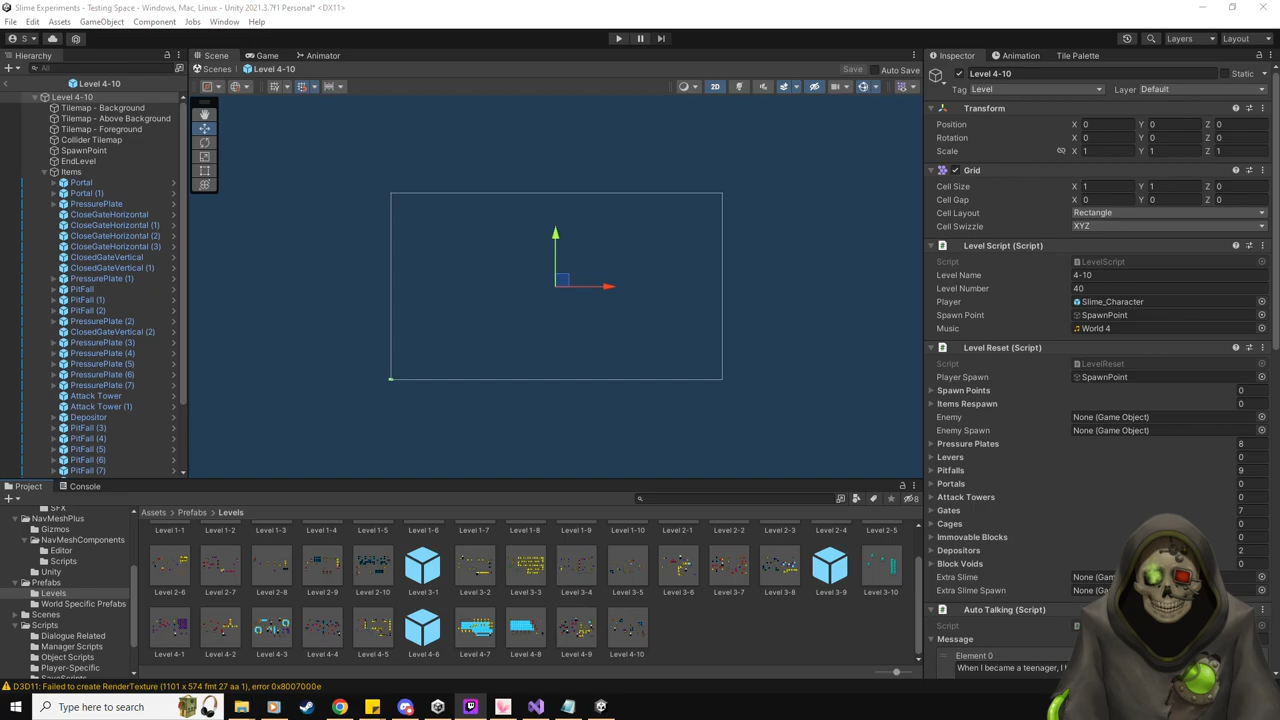 Slime Experiments - Testing Space - Windows, Mac, Linux - Unity 2021.3.7f1 Personal* <DX11>
File Edit Assets GameObject Component Jobs Window Help
S Layers Layout
Hierarchy Scene Game Animator Inspector Animation Tile Palette
All Scenes Level 4-10 Save Auto Save Level 4-10 Static
Level 4-10
Tag Level Layer Default
2D
Level 4-10
Tilemap - Background
Tilemap - Above Background
Tilemap - Foreground
Collider Tilemap
SpawnPoint
EndLevel
Items
Portal
Portal (1)
PressurePlate
CloseGateHorizontal
CloseGateHorizontal (1)
CloseGateHorizontal (2)
CloseGateHorizontal (3)
ClosedGateVertical
ClosedGateVertical (1)
PressurePlate (1)
PitFall
PitFall (1)
PitFall (2)
PressurePlate (2)
ClosedGateVertical (2)
PressurePlate (3)
PressurePlate (4)
PressurePlate (5)
PressurePlate (6)
PressurePlate (7)
Attack Tower
Attack Tower (1)
Depositor
PitFall (3)
PitFall (4)
PitFall (5)
PitFall (6)
PitFall (7)
Transform
Position X 0 Y 0 Z 0
Rotation X 0 Y 0 Z 0
Scale X 1 Y 1 Z 1
Grid
Cell Size X 1 Y 1 Z 0
Cell Gap X 0 Y 0 Z 0
Cell Layout Rectangle
Cell Swizzle XYZ
Level Script (Script)
Script LevelScript
Level Name 4-10
Level Number 40
Player Slime_Character
Spawn Point SpawnPoint
Music World 4
Level Reset (Script)
Script LevelReset
Player Spawn SpawnPoint
Spawn Points 0
Items Respawn 0
Enemy None (Game Object)
Enemy Spawn None (Game Object)
Pressure Plates 8
Levers 0
Pitfalls 9
Portals 0
Attack Towers 0
Gates 7
Cages 0
Immovable Blocks 0
Depositors 2
Block Voids 0
Extra Slime None (Gam
Extra Slime Spawn None (Gam
Auto Talking (Script)
Script
Message
Element 0
When I became a teenager, I h
Project Console
8
Assets > Prefabs > Levels
SFX
NavMeshPlus
Gizmos
NavMeshComponents
Editor
Scripts
Unity
Prefabs
Levels
World Specific Prefabs
Scenes
Scripts
Dialogue Related
Manager Scripts
Object Scripts
Player-Specific
Level 1-1 Level 1-2 Level 1-3 Level 1-4 Level 1-5 Level 1-6 Level 1-7 Level 1-8 Level 1-9 Level 1-10 Level 2-1 Level 2-2 Level 2-3 Level 2-4 Level 2-5
Level 2-6 Level 2-7 Level 2-8 Level 2-9 Level 2-10 Level 3-1 Level 3-2 Level 3-3 Level 3-4 Level 3-5 Level 3-6 Level 3-7 Level 3-8 Level 3-9 Level 3-10
Level 4-1 Level 4-2 Level 4-3 Level 4-4 Level 4-5 Level 4-6 Level 4-7 Level 4-8 Level 4-9 Level 4-10
D3D11: Failed to create RenderTexture (1101 x 574 fmt 27 aa 1), error 0x8007000e
Type here to search